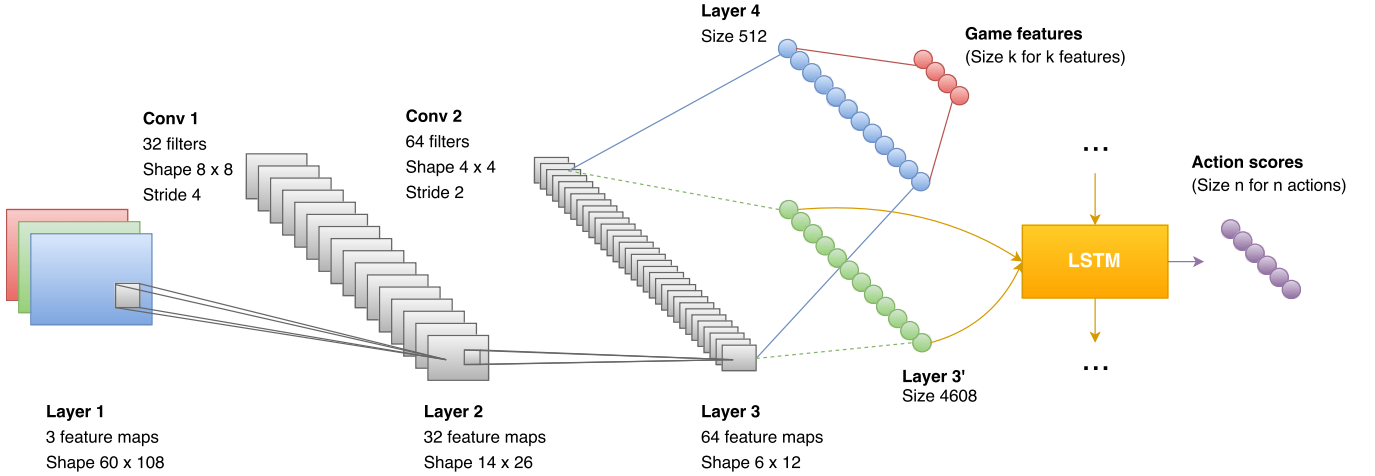 Layer 4
Size 512
Game features
(Size k for k features)
Conv 1
32 filters
Shape 8 x 8
Stride 4
Conv 2
64 filters
Shape 4 x 4
Stride 2
...
Action scores
(Size n for n actions)
LSTM
...
Layer 3'
Size 4608
Layer 1
3 feature maps
Shape 60 x 108
Layer 2
32 feature maps
Shape 14 x 26
Layer 3
64 feature maps
Shape 6 x 12